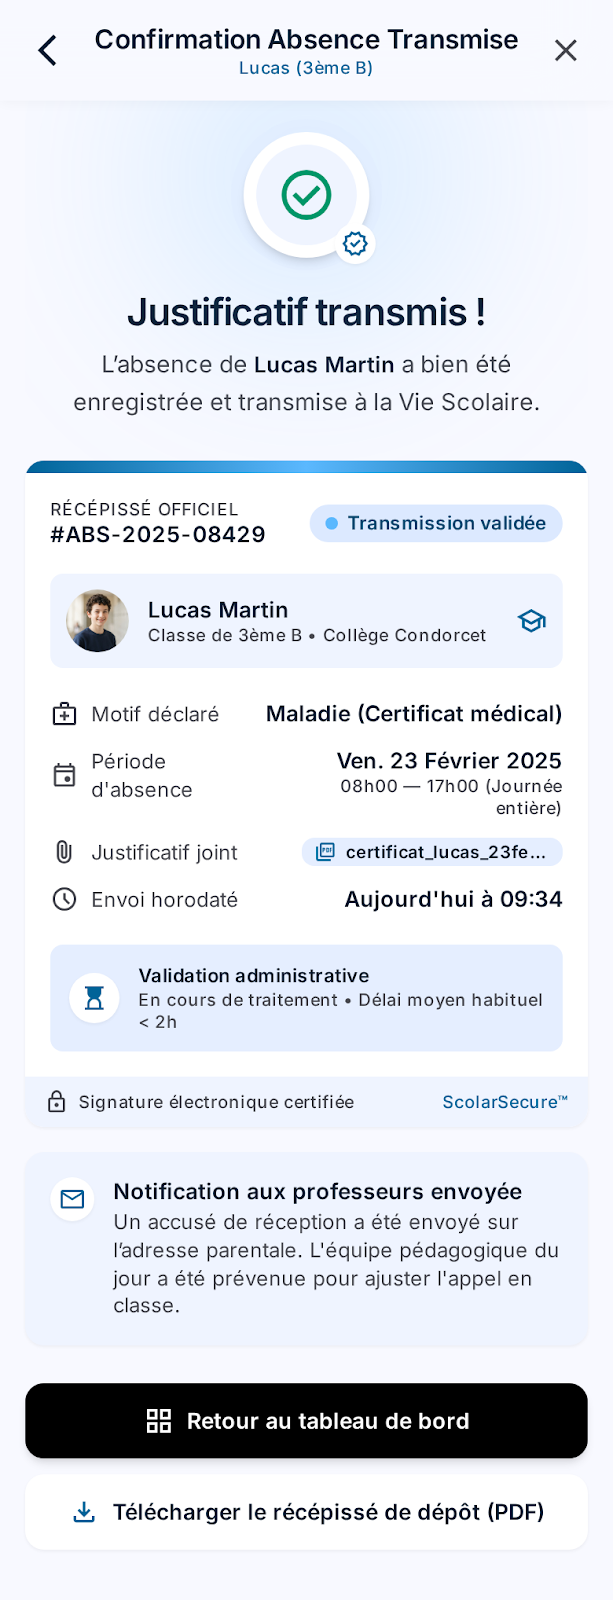 Confirmation Absence Transmise
Lucas (3ème B)
Justificatif transmis !
L’absence de Lucas Martin a bien été
enregistrée et transmise à la Vie Scolaire.
RÉCÉPISSÉ OFFICIEL
#ABS-2025-08429
Transmission validée
Lucas Martin
Classe de 3ème B • Collège Condorcet
Motif déclaré
Maladie (Certificat médical)
Période
d'absence
Ven. 23 Février 2025
08h00 — 17h00 (Journée
entière)
Justificatif joint
PDF
certificat_lucas_23fe...
Envoi horodaté
Aujourd'hui à 09:34
Validation administrative
En cours de traitement • Délai moyen habituel
< 2h
Signature électronique certifiée
ScolarSecure™
Notification aux professeurs envoyée
Un accusé de réception a été envoyé sur
l’adresse parentale. L'équipe pédagogique du
jour a été prévenue pour ajuster l'appel en
classe.
Retour au tableau de bord
Télécharger le récépissé de dépôt (PDF)